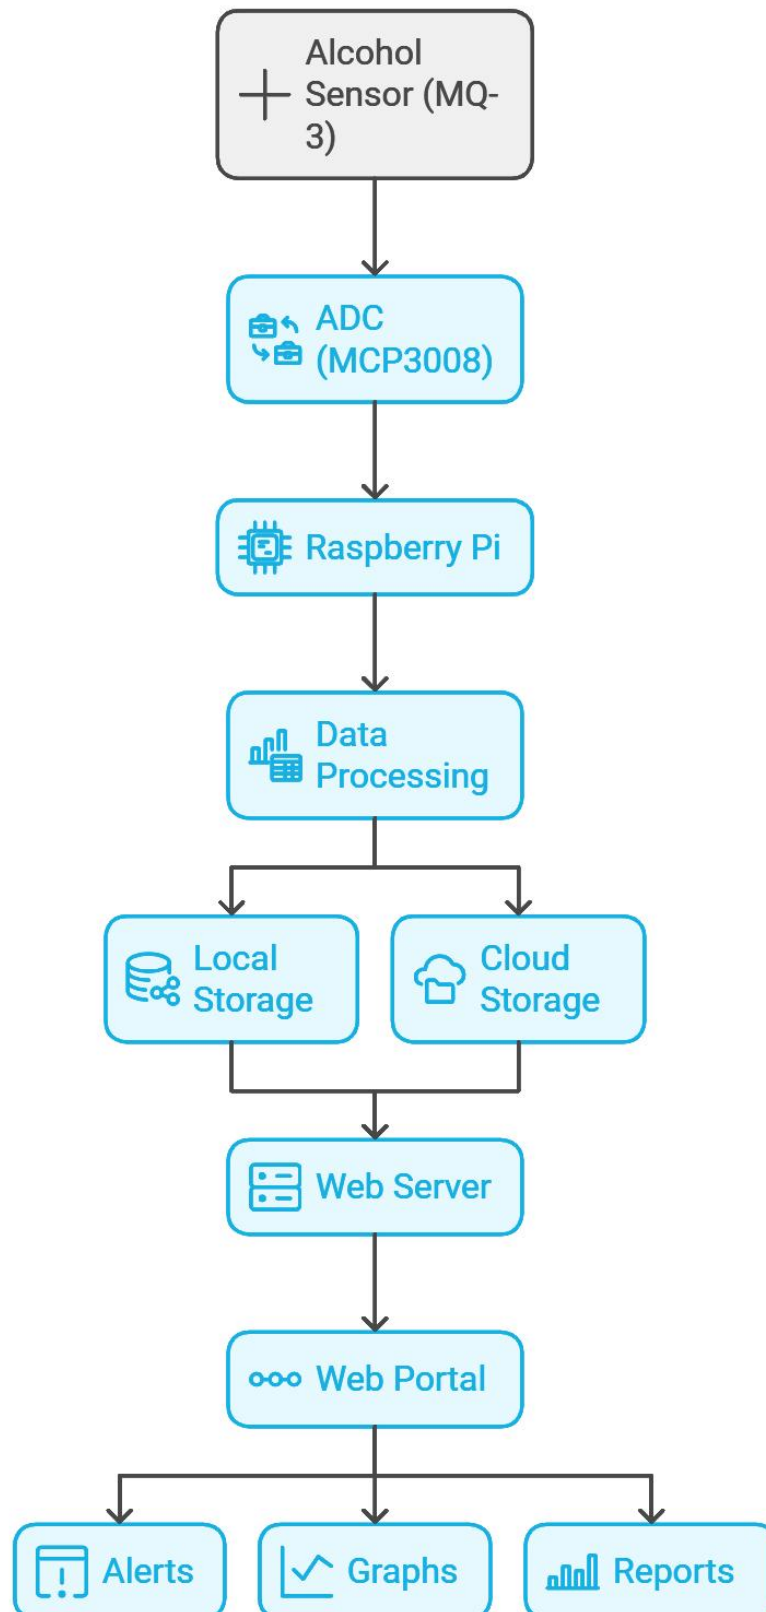 Alcohol
Sensor (MQ-
3)
ADC
(MCP3008)
Raspberry Pi
Data
Processing
Local
Storage
Cloud
Storage
Web Server
Web Portal
Alerts
Graphs
Reports